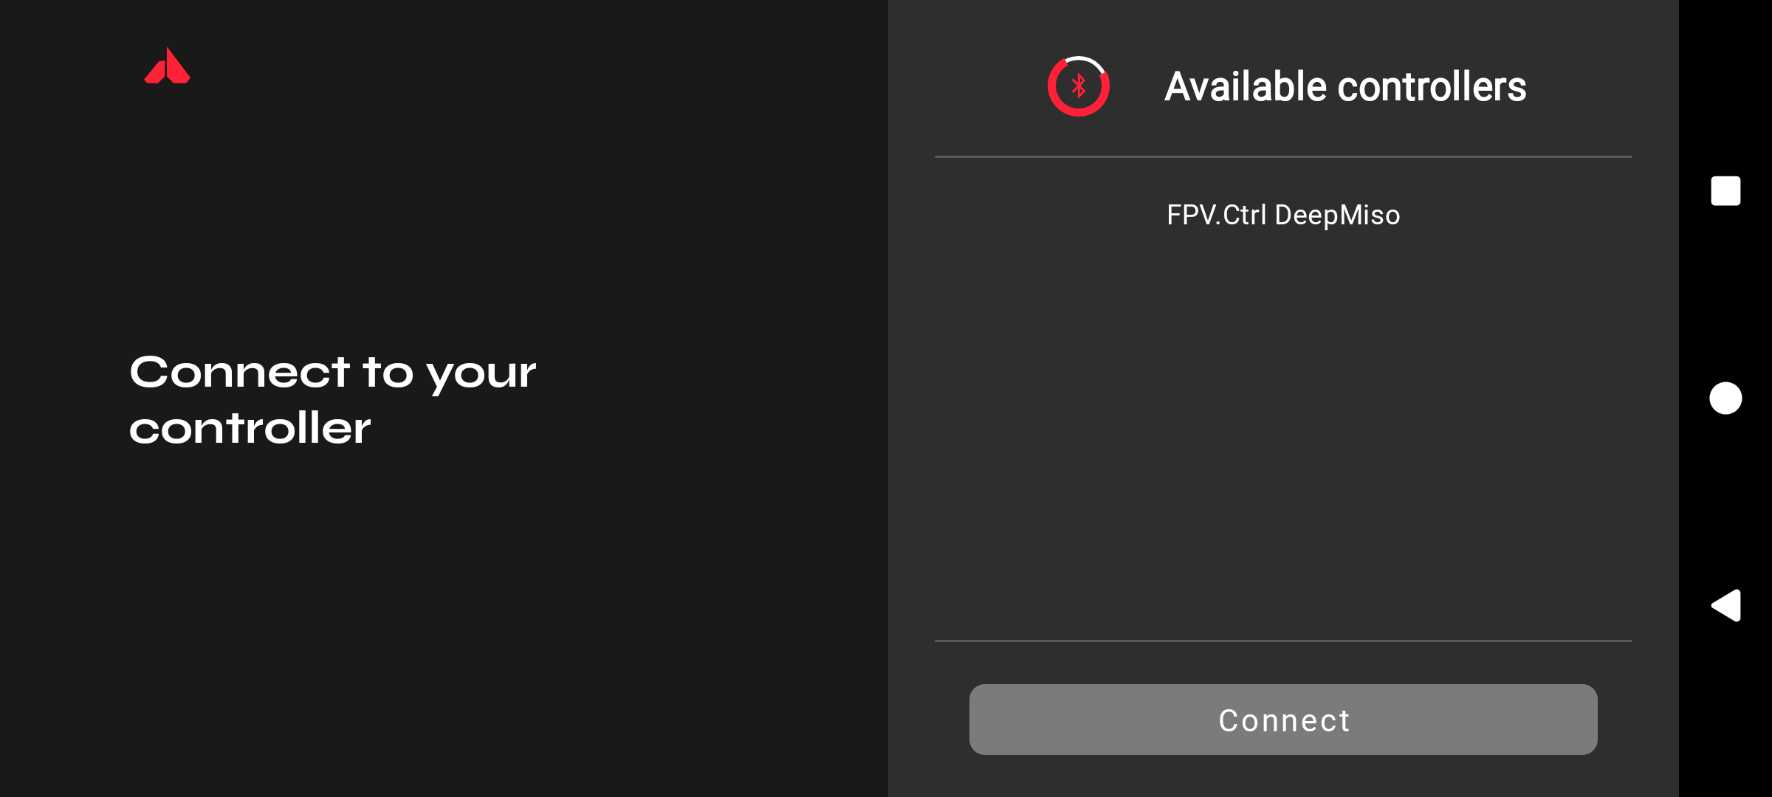 Connect to your
controller
Available controllers
FPV.Ctrl DeepMiso
Connect